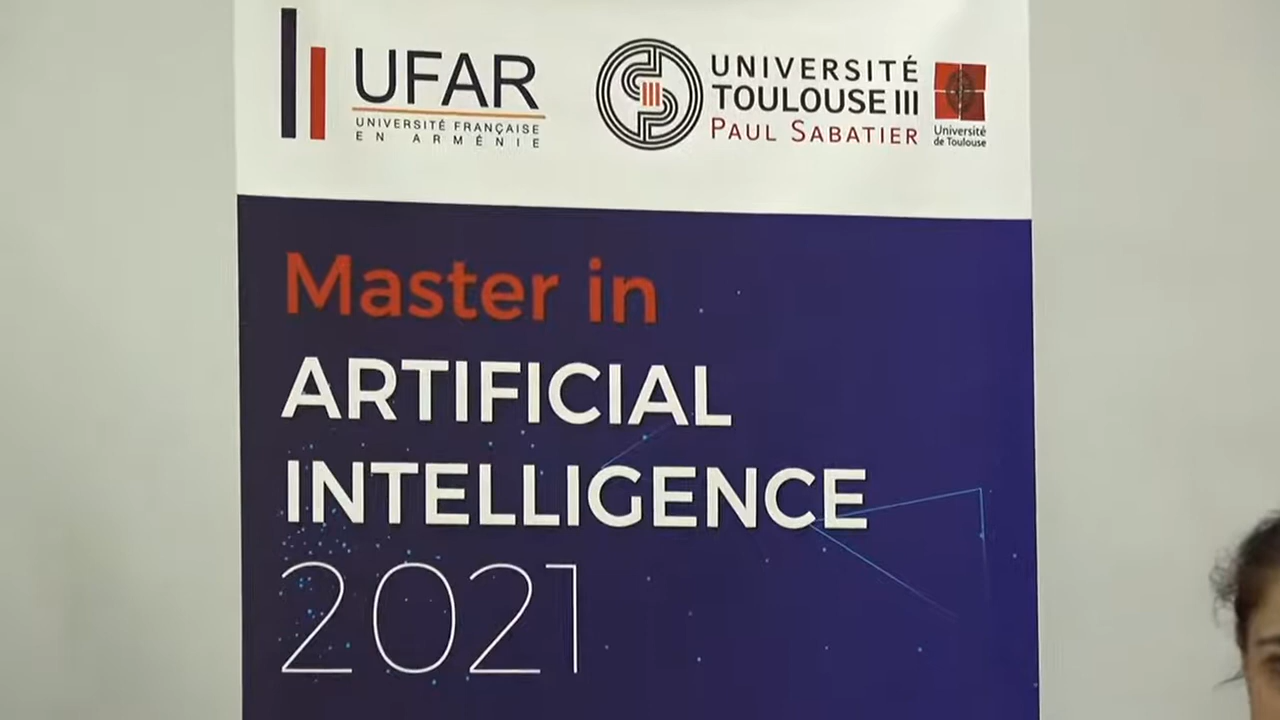 UFAR
UNIVERSITÉ FRANÇAISE
EN ARMÉNIE
UNIVERSITÉ
TOULOUSE III
PAUL SABATIER
Université
de Toulouse
Master in
ARTIFICIAL
INTELLIGENCE
2021